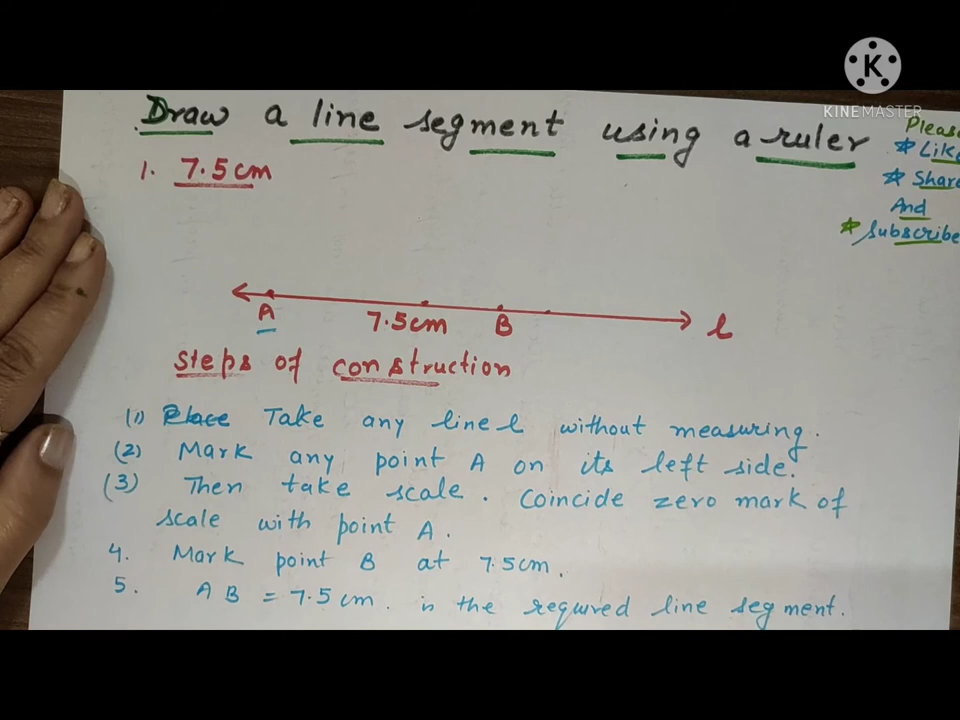 K
KINEMASTER
Draw a line segment using a ruler
Please
* Like
* Share
And
* Subscribe
1. 7.5cm
A 7.5cm B l
Steps of construction
(1) Place Take any line l without measuring.
(2) Mark any point A on its left side.
(3) Then take scale. Coincide zero mark of
scale with point A.
4. Mark point B at 7.5cm.
5. AB = 7.5cm. is the required line segment.